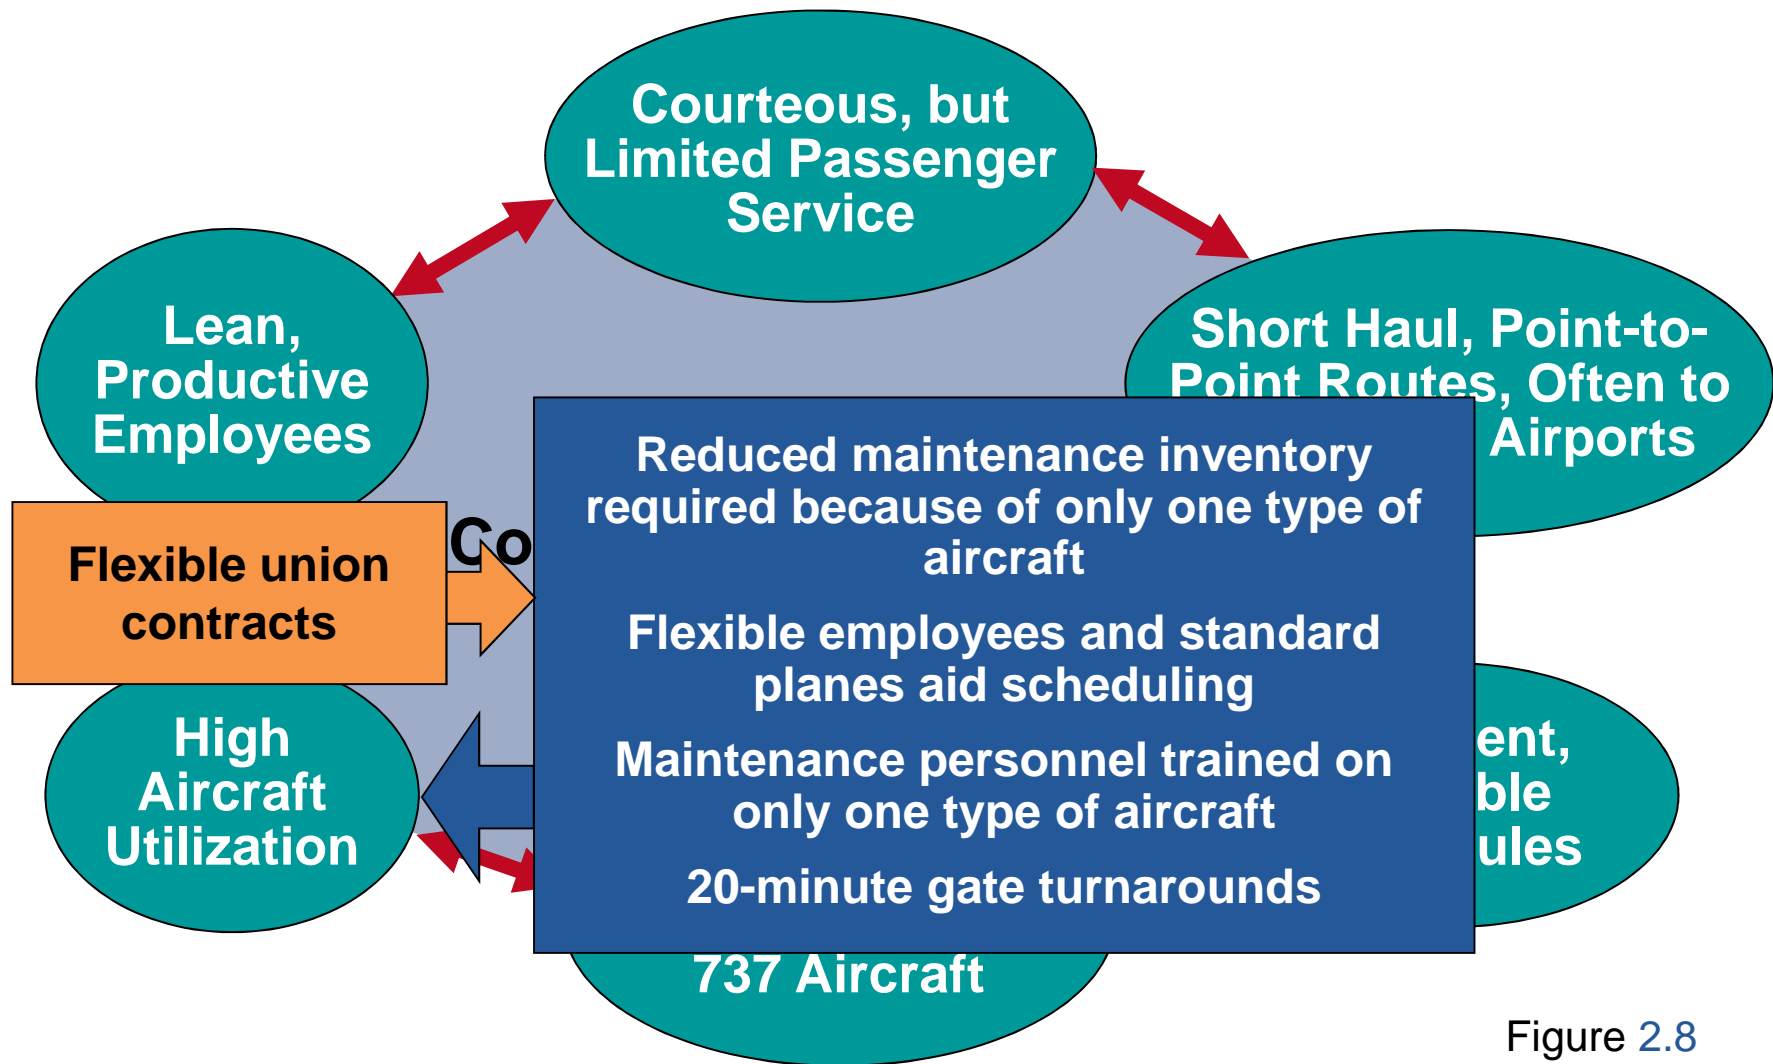 Courteous, but
Limited Passenger
Service
Lean,
Productive
Employees
Short Haul, Point-to-
Point Routes, Often to
Airports
Flexible union
contracts
Co
Reduced maintenance inventory
required because of only one type of
aircraft
Flexible employees and standard
planes aid scheduling
Maintenance personnel trained on
only one type of aircraft
20-minute gate turnarounds
High
Aircraft
Utilization
ent,
ble
ules
737 Aircraft
Figure 2.8